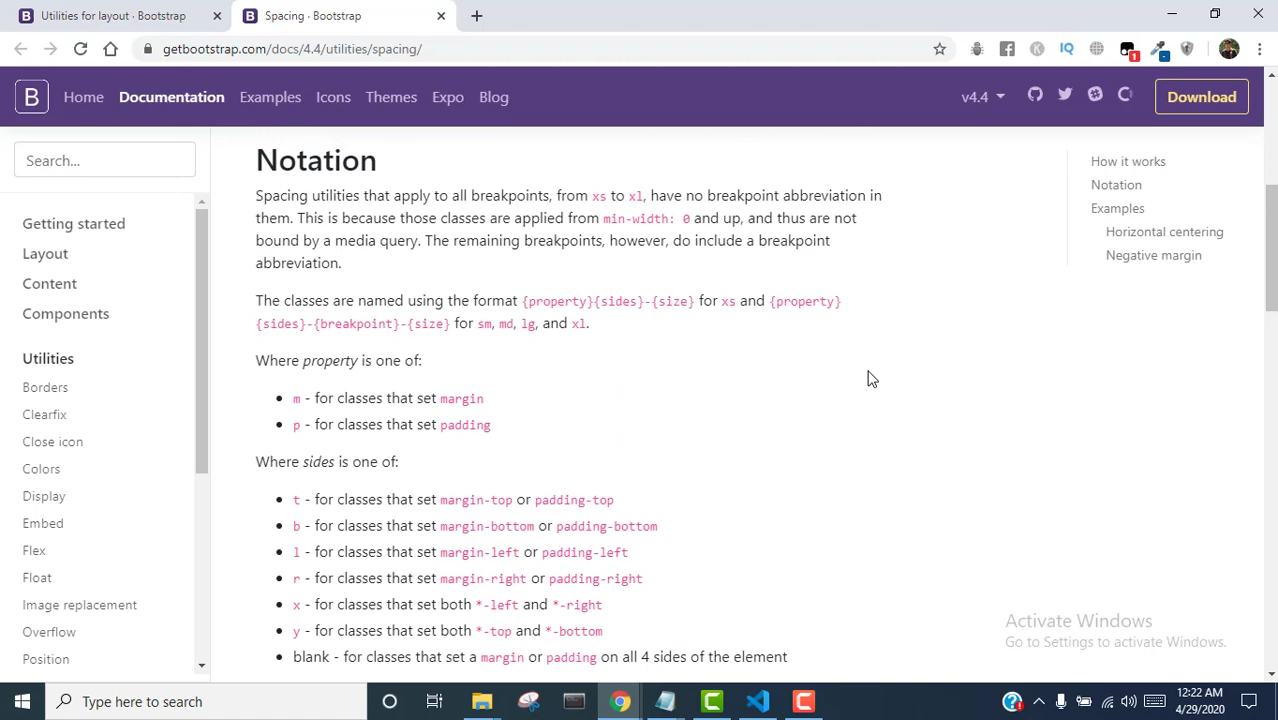 Utilities for layout · Bootstrap
Spacing · Bootstrap
getbootstrap.com/docs/4.4/utilities/spacing/
B Home Documentation Examples Icons Themes Expo Blog v4.4 Download
Search...
Getting started
Layout
Content
Components
Utilities
Borders
Clearfix
Close icon
Colors
Display
Embed
Flex
Float
Image replacement
Overflow
Position
Notation
Spacing utilities that apply to all breakpoints, from xs to xl, have no breakpoint abbreviation in
them. This is because those classes are applied from min-width: 0 and up, and thus are not
bound by a media query. The remaining breakpoints, however, do include a breakpoint
abbreviation.
The classes are named using the format {property}{sides}-{size} for xs and {property}
{sides}-{breakpoint}-{size} for sm, md, lg, and xl.
Where property is one of:
m - for classes that set margin
p - for classes that set padding
Where sides is one of:
t - for classes that set margin-top or padding-top
b - for classes that set margin-bottom or padding-bottom
l - for classes that set margin-left or padding-left
r - for classes that set margin-right or padding-right
x - for classes that set both *-left and *-right
y - for classes that set both *-top and *-bottom
blank - for classes that set a margin or padding on all 4 sides of the element
How it works
Notation
Examples
Horizontal centering
Negative margin
Activate Windows
Go to Settings to activate Windows.
Type here to search
12:22 AM
4/29/2020